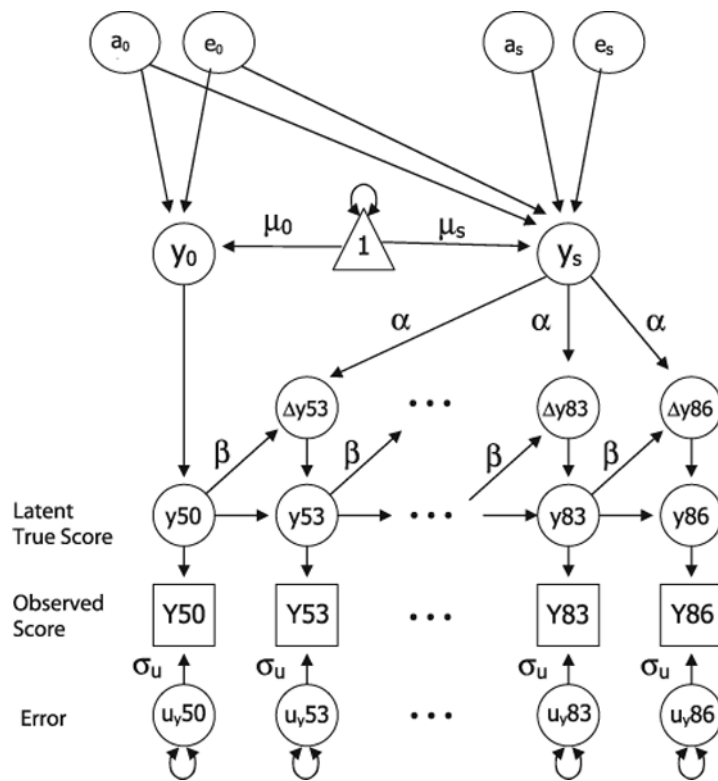 a₀ e₀ aₛ eₛ
μ₀ 1 μₛ
y₀ yₛ
α α α
Δy53 • • • Δy83 Δy86
β β β β
Latent
True Score
y50 y53 • • • y83 y86
Observed
Score
Y50 Y53 • • • Y83 Y86
σᵤ σᵤ σᵤ σᵤ
Error
uᵧ50 uᵧ53 • • • uᵧ83 uᵧ86